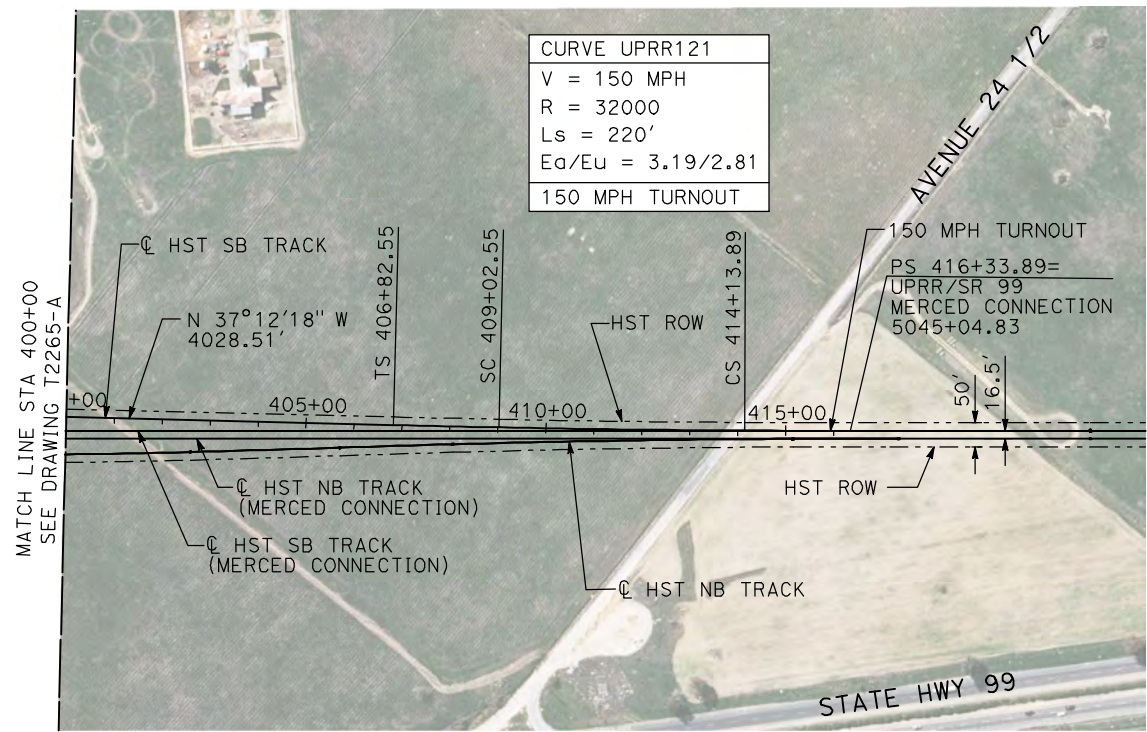 CURVE UPRR121
V = 150 MPH
R = 32000
Ls = 220'
Ea/Eu = 3.19/2.81
150 MPH TURNOUT
AVENUE 24 1/2
℄ HST SB TRACK
N 37°12'18" W
4028.51'
TS 406+82.55
SC 409+02.55
HST ROW
CS 414+13.89
150 MPH TURNOUT
PS 416+33.89=
UPRR/SR 99
MERCED CONNECTION
5045+04.83
MATCH LINE STA 400+00
SEE DRAWING T2265-A
+00
405+00
410+00
415+00
50'
16.5'
℄ HST NB TRACK
(MERCED CONNECTION)
℄ HST SB TRACK
(MERCED CONNECTION)
HST ROW
℄ HST NB TRACK
STATE HWY 99